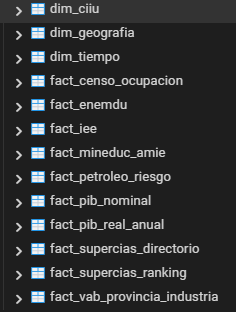 dim_ciiu
dim_geografia
dim_tiempo
fact_censo_ocupacion
fact_enemdu
fact_iee
fact_mineduc_amie
fact_petroleo_riesgo
fact_pib_nominal
fact_pib_real_anual
fact_supercias_directorio
fact_supercias_ranking
fact_vab_provincia_industria